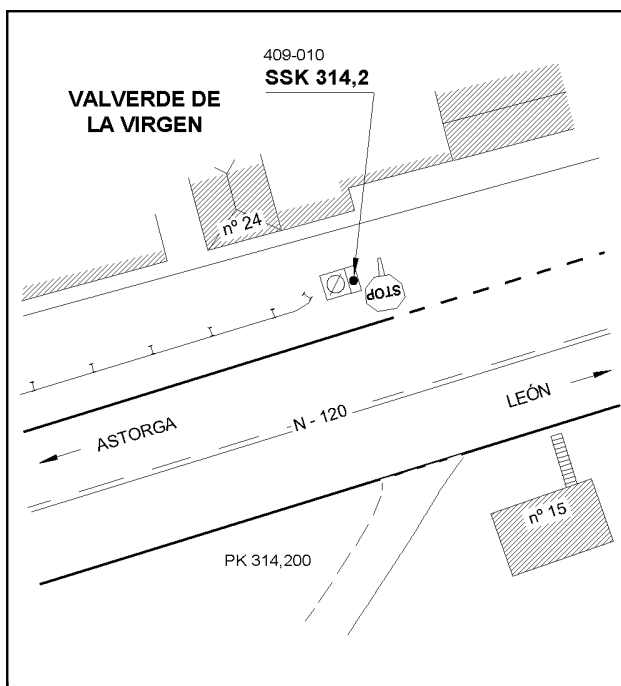 409-010
SSK 314,2
VALVERDE DE
LA VIRGEN
nº 24
STOP
N - 120
LEÓN
ASTORGA
nº 15
PK 314,200